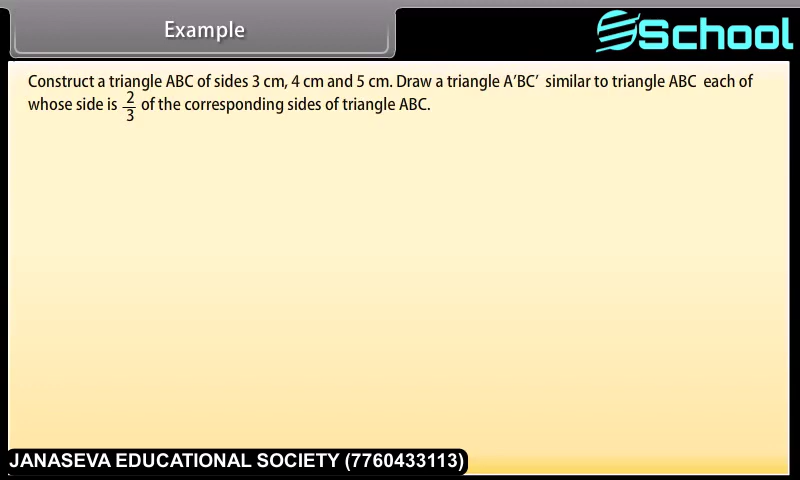 Example
School
Construct a triangle ABC of sides 3 cm, 4 cm and 5 cm. Draw a triangle A′BC′ similar to triangle ABC each of
whose side is 2/3 of the corresponding sides of triangle ABC.
JANASEVA EDUCATIONAL SOCIETY (7760433113)